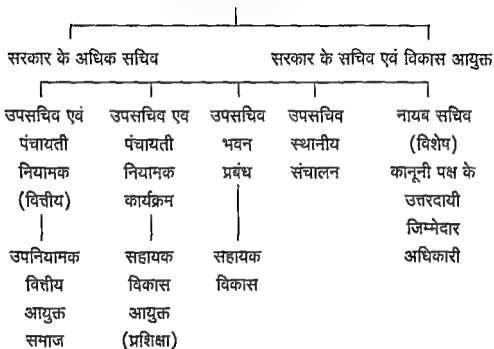 सरकार के अधिक सचिव
सरकार के सचिव एवं विकास आयुक्त
उपसचिव एवं
पंचायती
नियामक
(वित्तीय)
उपसचिव एव
पंचायती
नियामक
कार्यक्रम
उपसचिव
भवन
प्रबंध
उपसचिव
स्थानीय
संचालन
नायब सचिव
(विशेप)
कानूनी पक्ष के
उत्तरदायी
जिम्मेदार
अधिकारी
उपनियामक
वित्तीय
आयुक्त
समाज
सहायक
विकास
आयुक्त
(प्रशिक्षा)
सहायक
विकास